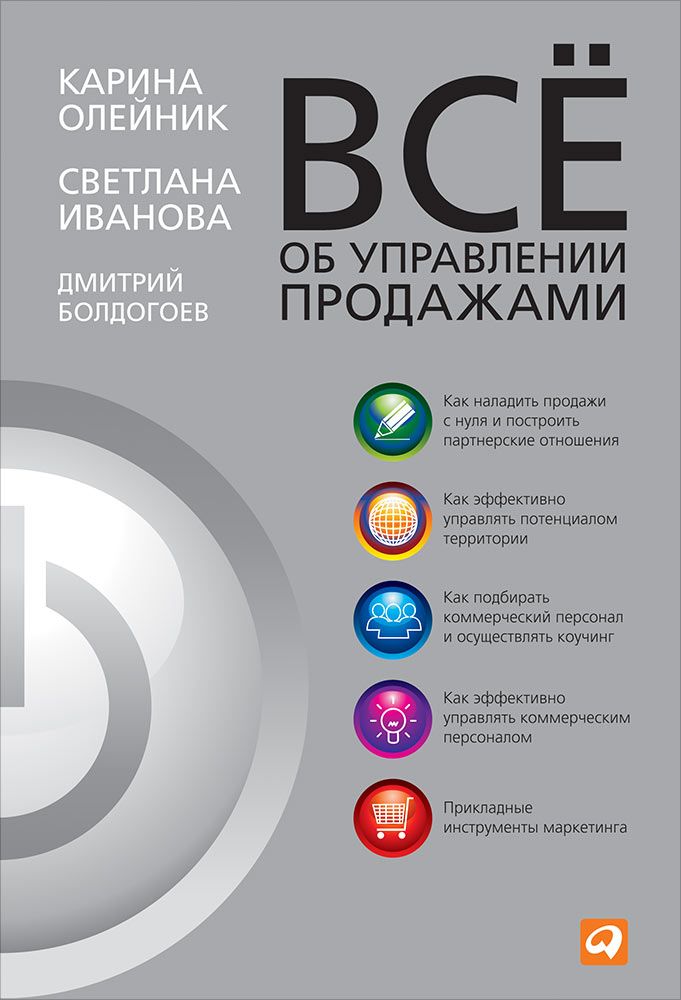 КАРИНА
ОЛЕЙНИК
СВЕТЛАНА
ИВАНОВА
ДМИТРИЙ
БОЛДОГОЕВ
ВСЁ
ОБ УПРАВЛЕНИИ
ПРОДАЖАМИ
Как наладить продажи
с нуля и построить
партнерские отношения
Как эффективно
управлять потенциалом
территории
Как подбирать
коммерческий персонал
и осуществлять коучинг
Как эффективно
управлять коммерческим
персоналом
Прикладные
инструменты маркетинга